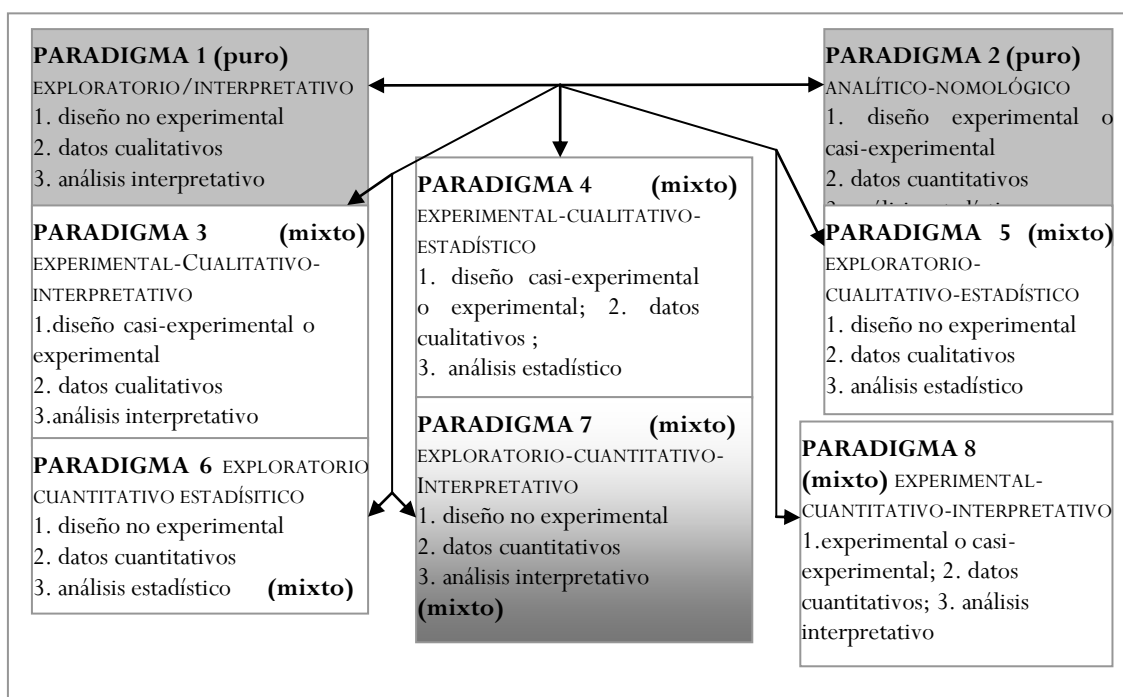 PARADIGMA 1 (puro)
EXPLORATORIO/INTERPRETATIVO
1. diseño no experimental
2. datos cualitativos
3. análisis interpretativo
PARADIGMA 2 (puro)
ANALÍTICO-NOMOLÓGICO
1. diseño experimental o
casi-experimental
2. datos cuantitativos
PARADIGMA 3 (mixto)
EXPERIMENTAL-CUALITATIVO-
INTERPRETATIVO
1.diseño casi-experimental o
experimental
2. datos cualitativos
3.análisis interpretativo
PARADIGMA 4 (mixto)
EXPERIMENTAL-CUALITATIVO-
ESTADÍSTICO
1. diseño casi-experimental
o experimental; 2. datos
cualitativos ;
3. análisis estadístico
PARADIGMA 5 (mixto)
EXPLORATORIO-
CUALITATIVO-ESTADÍSTICO
1. diseño no experimental
2. datos cualitativos
3. análisis estadístico
PARADIGMA 6 EXPLORATORIO
CUANTITATIVO ESTADÍSITICO
1. diseño no experimental
2. datos cuantitativos
3. análisis estadístico (mixto)
PARADIGMA 7 (mixto)
EXPLORATORIO-CUANTITATIVO-
INTERPRETATIVO
1. diseño no experimental
2. datos cuantitativos
3. análisis interpretativo
(mixto)
PARADIGMA 8
(mixto) EXPERIMENTAL-
CUANTITATIVO-INTERPRETATIVO
1.experimental o casi-
experimental; 2. datos
cuantitativos; 3. análisis
interpretativo